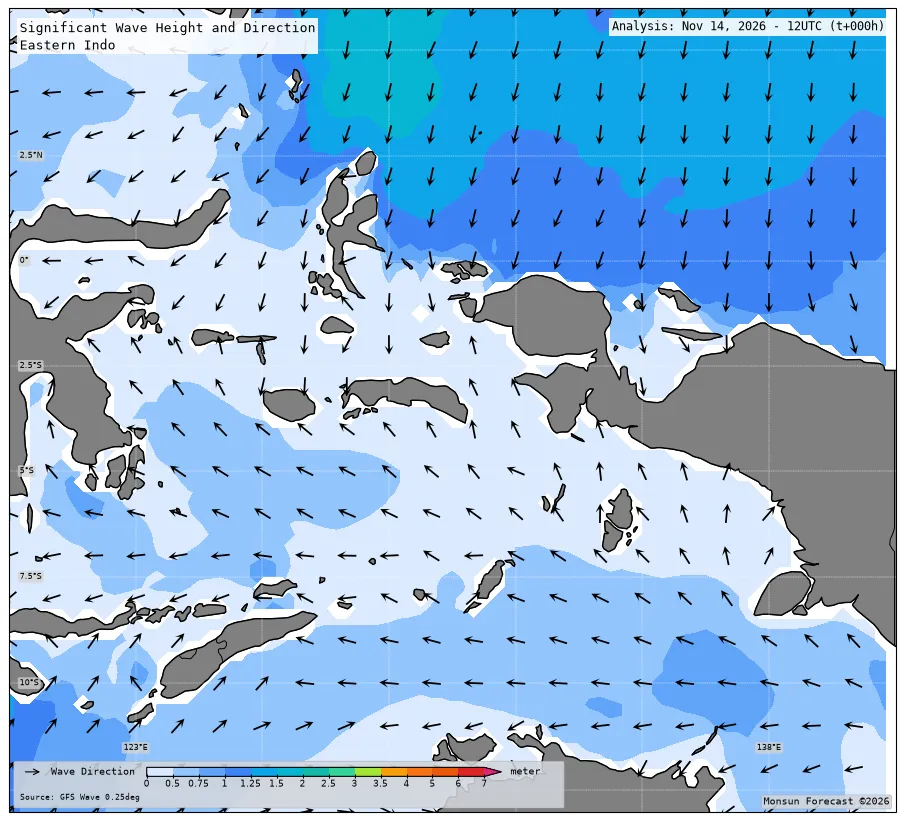 Significant Wave Height and Direction
Eastern Indo
Analysis: Nov 14, 2026 - 12UTC (t+000h)
2.5°N
0°
2.5°S
5°S
7.5°S
10°S
123°E
138°E
Wave Direction
0 0.5 0.75 1 1.25 1.5 2 2.5 3 3.5 4 5 6 7
meter
Source: GFS Wave 0.25deg
Monsun Forecast ©2026